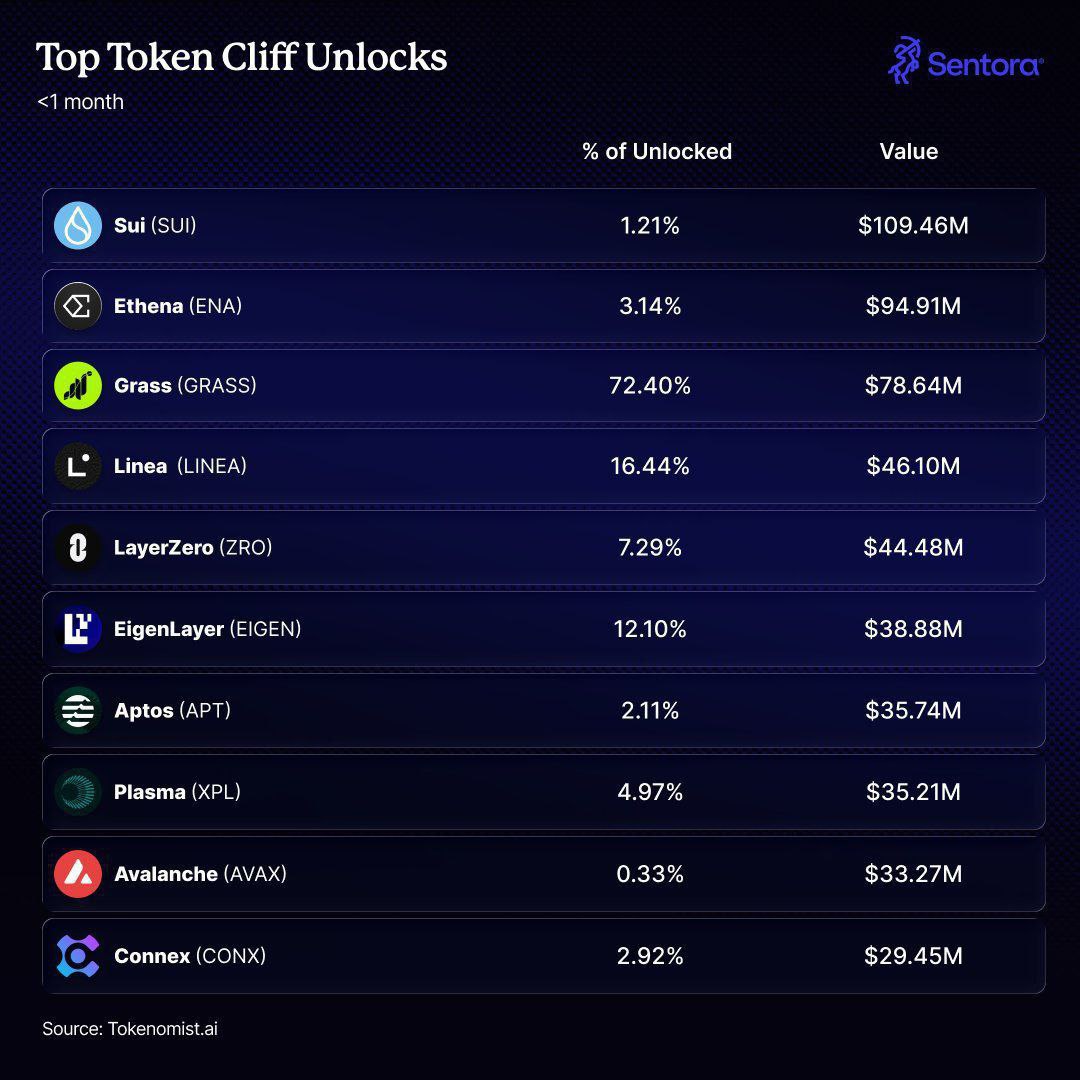 Top Token Cliff Unlocks
Sentora
<1 month
% of Unlocked Value
Sui (SUI) 1.21% $109.46M
Ethena (ENA) 3.14% $94.91M
Grass (GRASS) 72.40% $78.64M
Linea (LINEA) 16.44% $46.10M
LayerZero (ZRO) 7.29% $44.48M
EigenLayer (EIGEN) 12.10% $38.88M
Aptos (APT) 2.11% $35.74M
Plasma (XPL) 4.97% $35.21M
Avalanche (AVAX) 0.33% $33.27M
Connex (CONX) 2.92% $29.45M
Source: Tokenomist.ai